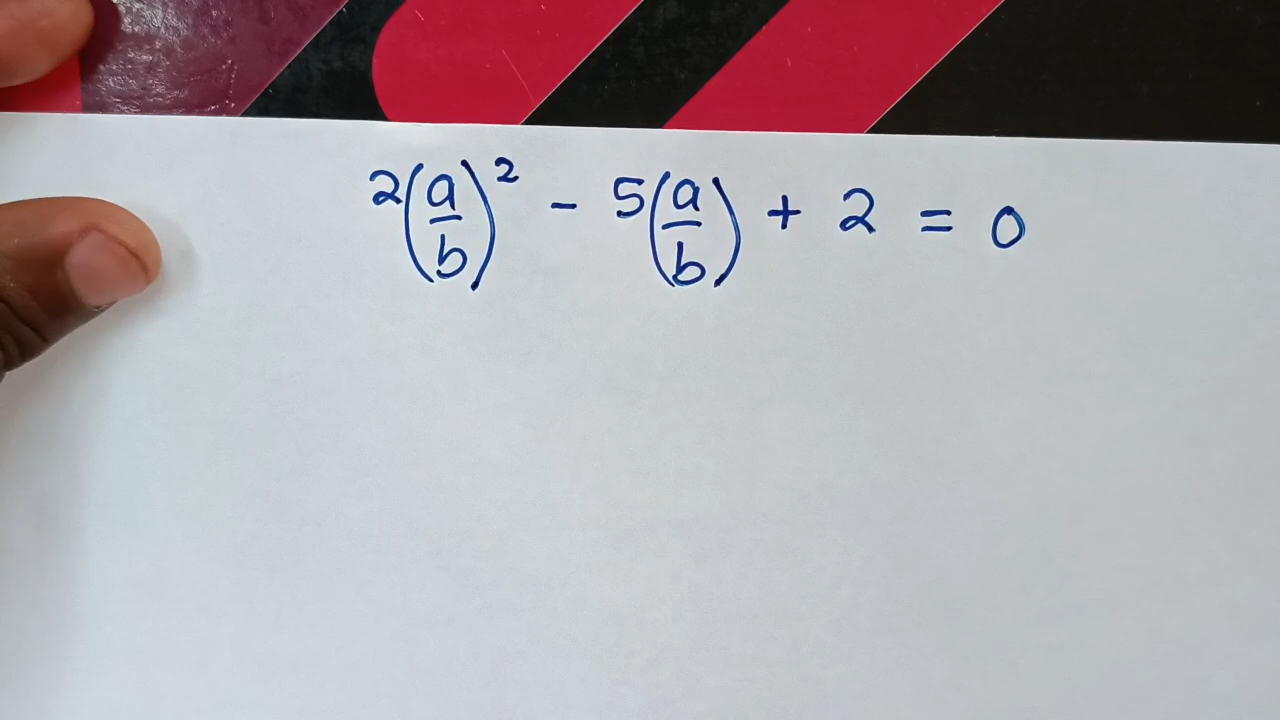 2(a/b)² - 5(a/b) + 2 = 0